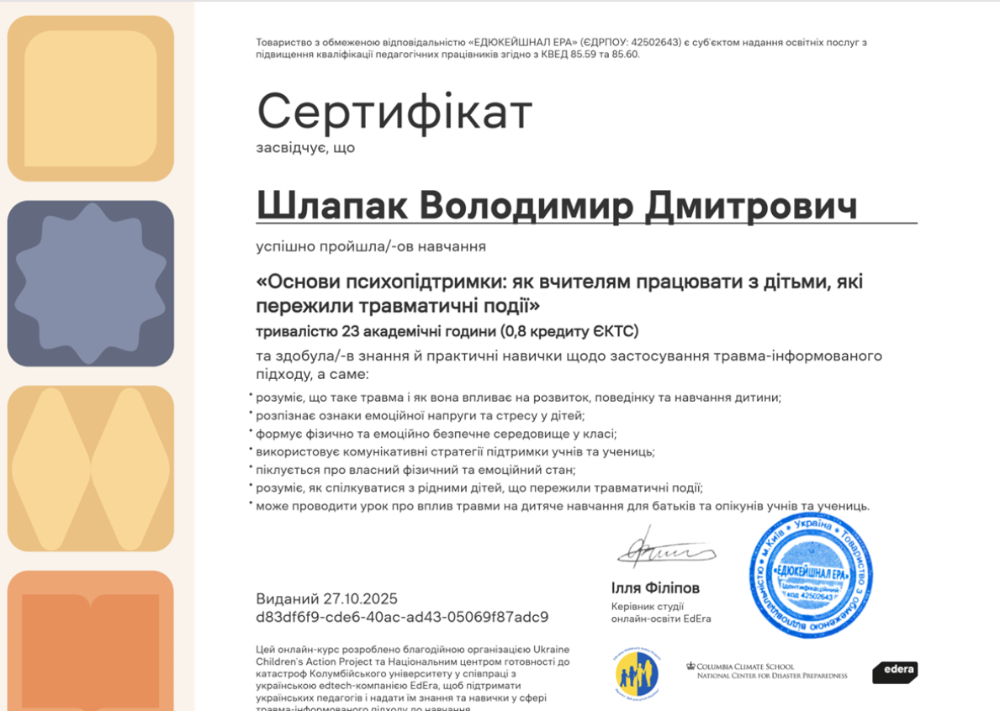 Товариство з обмеженою відповідальністю «ЕДЮКЕЙШНАЛ ЕРА» (ЄДРПОУ: 42502643) є суб'єктом надання освітніх послуг з
підвищення кваліфікації педагогічних працівників згідно з КВЕД 85.59 та 85.60.
Сертифікат
засвідчує, що
Шлапак Володимир Дмитрович
успішно пройшла/-ов навчання
«Основи психопідтримки: як вчителям працювати з дітьми, які
пережили травматичні події»
тривалістю 23 академічні години (0,8 кредиту ЄКТС)
та здобула/-в знання й практичні навички щодо застосування травма-інформованого
підходу, а саме:
• розуміє, що таке травма і як вона впливає на розвиток, поведінку та навчання дитини;
• розпізнає ознаки емоційної напруги та стресу у дітей;
• формує фізично та емоційно безпечне середовище у класі;
• використовує комунікативні стратегії підтримки учнів та учениць;
• піклується про власний фізичний та емоційний стан;
• розуміє, як спілкуватися з рідними дітей, що пережили травматичні події;
• може проводити урок про вплив травми на дитяче навчання для батьків та опікунів учнів та учениць.
Україна * Товариство з обмеженою відповідальністю * м.Київ *
«ЕДЮКЕЙШНАЛ ЕРА»
Ідентифікаційний
код 42502643
Ілля Філіпов
Керівник студії
онлайн-освіти EdEra
Виданий 27.10.2025
d83df6f9-cde6-40ac-ad43-05069f87adc9
Цей онлайн-курс розроблено благодійною організацією Ukraine
Children's Action Project та Національним центром готовності до
катастроф Колумбійського університету у співпраці з
українською edtech-компанією EdEra, щоб підтримати
українських педагогів і надати їм знання та навички у сфері
травма-інформованого підходу до навчання.
COLUMBIA CLIMATE SCHOOL
NATIONAL CENTER FOR DISASTER PREPAREDNESS
edera